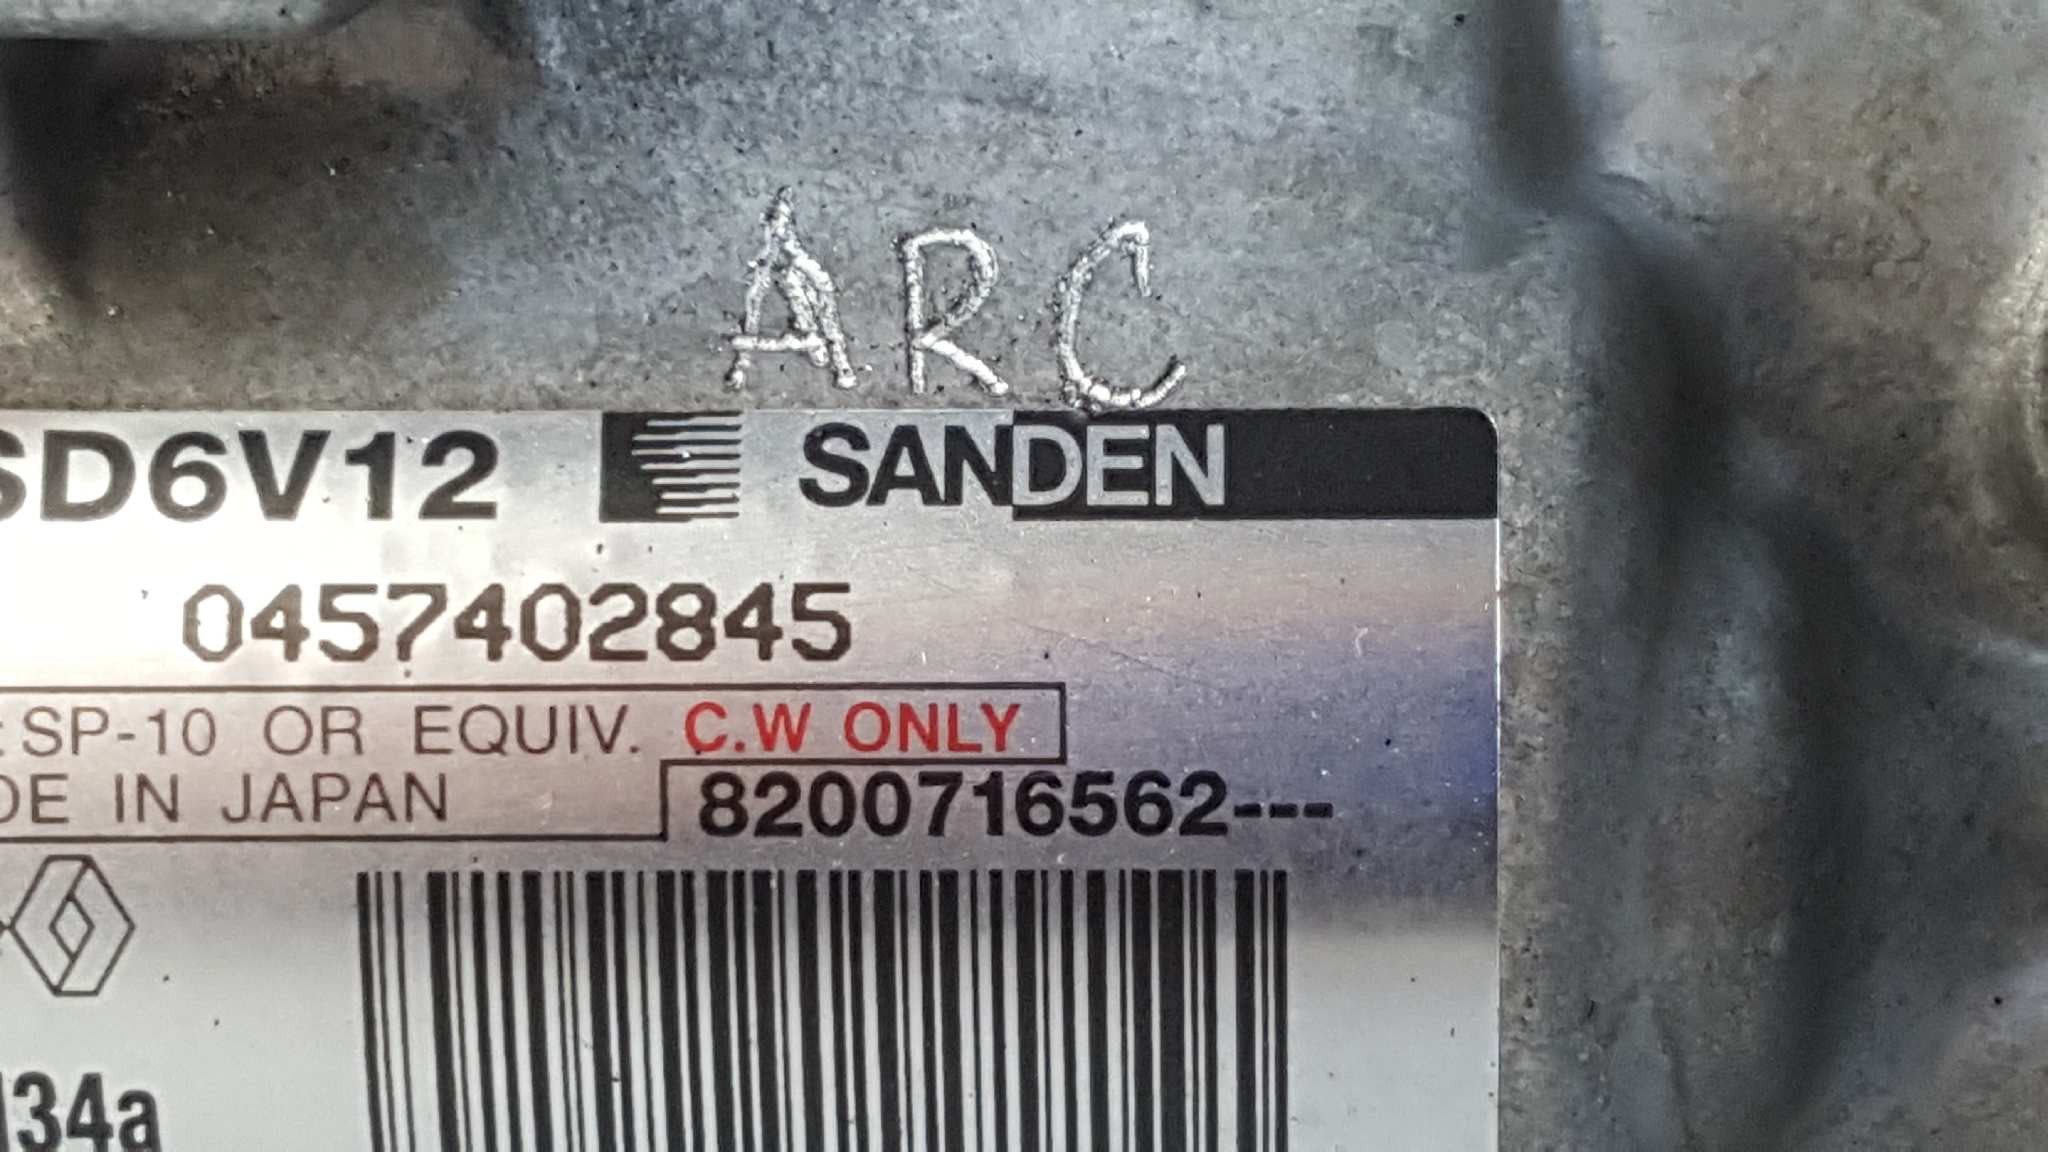 ARC
SD6V12 SANDEN
0457402845
: SP-10 OR EQUIV. C.W ONLY
DE IN JAPAN 8200716562---
134a